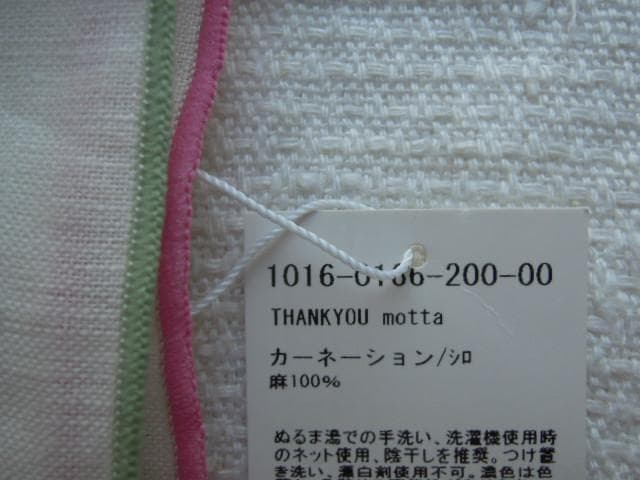 1016-0186-200-00
THANKYOU motta
カーネーション/ｼﾛ
麻100%
ぬるま湯での手洗い、洗濯機使用時
のネット使用、陰干しを推奨。つけ置
き洗い、漂白剤使用不可。濃色は色